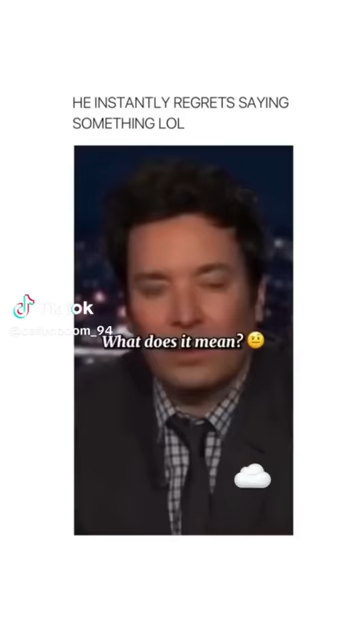 HE INSTANTLY REGRETS SAYING
SOMETHING LOL
TikTok
What does it mean? 🤨